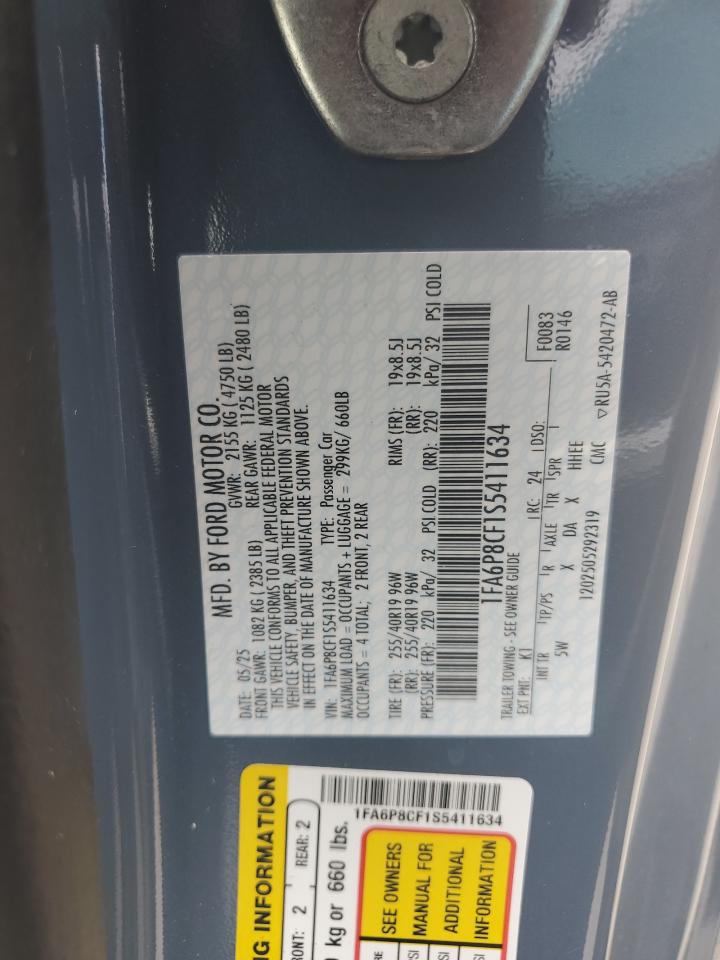 MFD. BY FORD MOTOR CO.
DATE: 05/25 GVWR: 2155 KG ( 4750 LB)
FRONT GAWR: 1082 KG ( 2385 LB) REAR GAWR: 1125 KG ( 2480 LB)
THIS VEHICLE CONFORMS TO ALL APPLICABLE FEDERAL MOTOR
VEHICLE SAFETY, BUMPER, AND THEFT PREVENTION STANDARDS
IN EFFECT ON THE DATE OF MANUFACTURE SHOWN ABOVE.
VIN: 1FA6P8CF1S5411634 TYPE: Passenger Car
MAXIMUM LOAD = OCCUPANTS + LUGGAGE = 299KG/ 660LB
OCCUPANTS = 4 TOTAL; 2 FRONT, 2 REAR
TIRE (FR): 255/40R19 96W RIMS (FR): 19x8.5J
(RR): 255/40R19 96W (RR): 19x8.5J
PRESSURE (FR): 220 kPa/ 32 PSI COLD (RR): 220 kPa/ 32 PSI COLD
1FA6P8CF1S5411634
TRAILER TOWING - SEE OWNER GUIDE
EXT PNT: K1 RC: 24 DSO: F0083
R0146
INT TR TP/PS R AXLE TR SPR
5W X DA X HHEE
1202505292319 CMC RU5A-5420472-AB
NG INFORMATION
RONT: 2 REAR: 2
kg or 660 lbs.
1FA6P8CF1S5411634
SEE OWNERS
MANUAL FOR
ADDITIONAL
INFORMATION